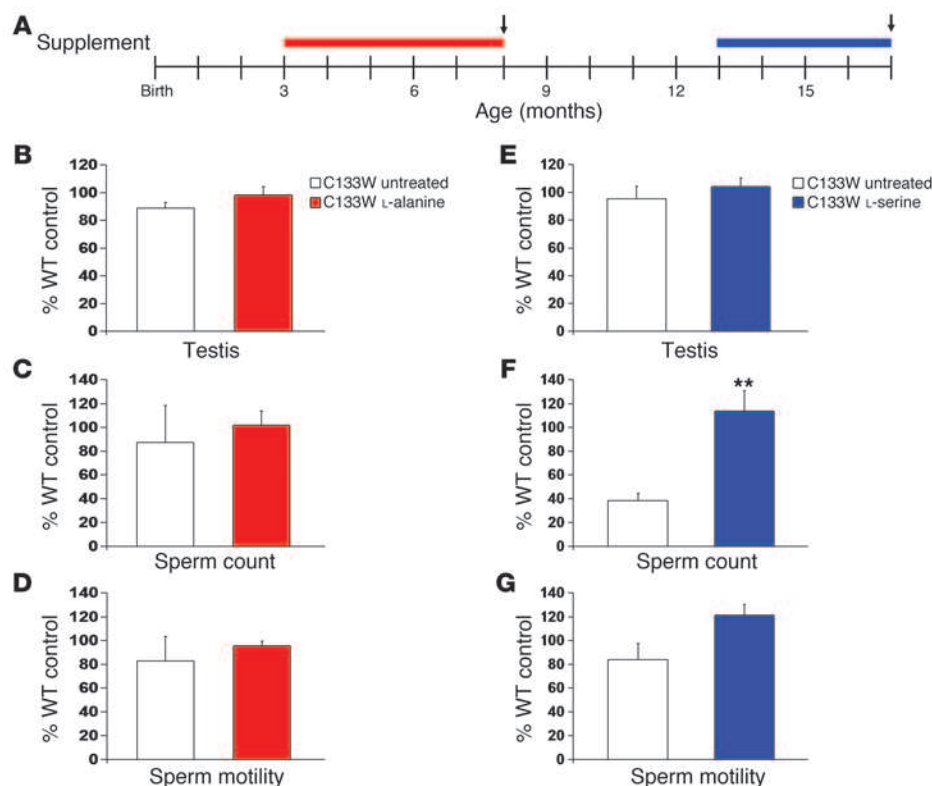 A
Supplement
Birth 3 6 9 12 15
Age (months)
B
120
100
80
60
40
20
0
% WT control
C133W untreated
C133W L-alanine
Testis
E
120
100
80
60
40
20
0
% WT control
C133W untreated
C133W L-serine
Testis
C
140
120
100
80
60
40
20
0
% WT control
Sperm count
F
140
120
100
80
60
40
20
0
% WT control
**
Sperm count
D
140
120
100
80
60
40
20
0
% WT control
Sperm motility
G
140
120
100
80
60
40
20
0
% WT control
Sperm motility